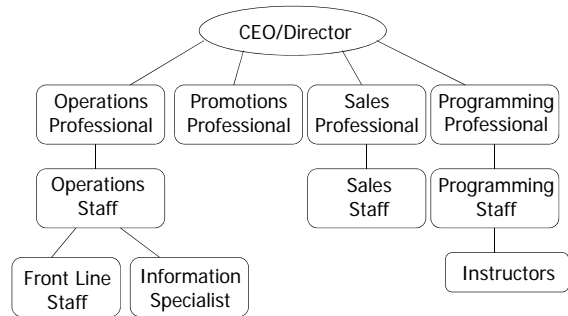 CEO/Director
Operations
Professional
Promotions
Professional
Sales
Professional
Programming
Professional
Operations
Staff
Sales
Staff
Programming
Staff
Front Line
Staff
Information
Specialist
Instructors